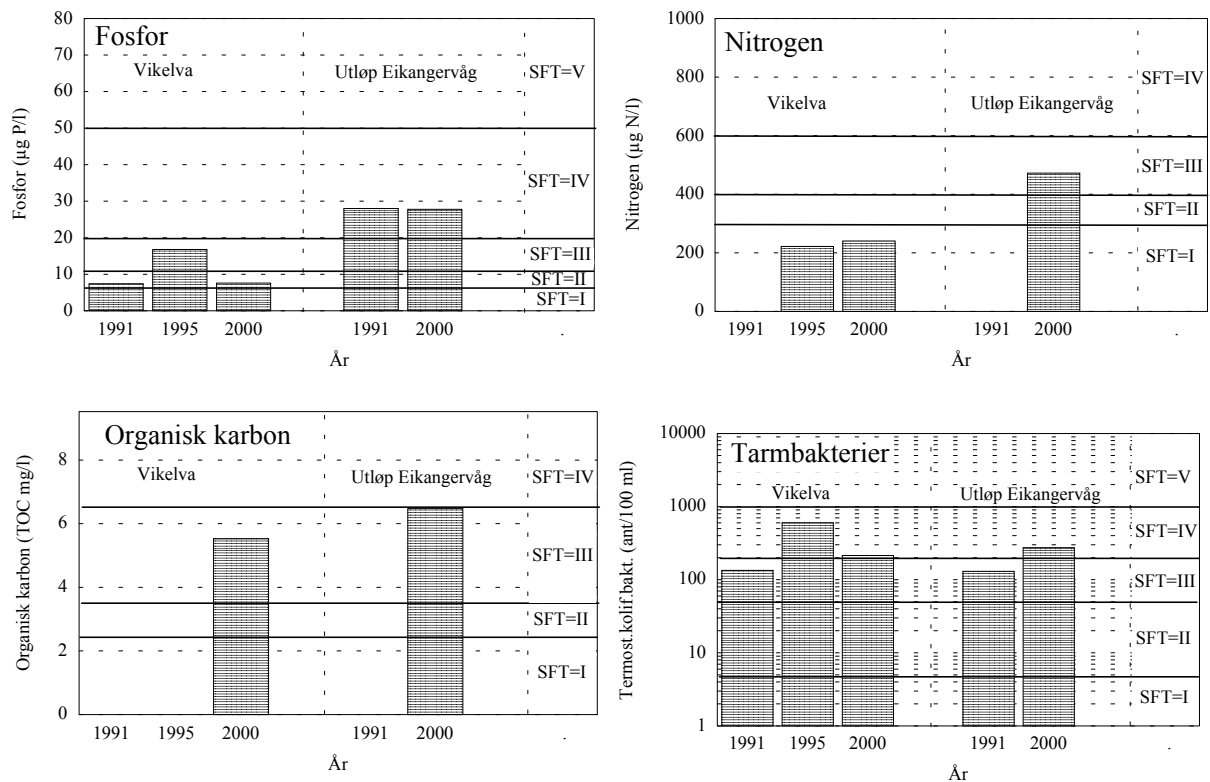 Fosfor
Vikelva
Utløp Eikangervåg
SFT=V
SFT=IV
SFT=III
SFT=II
SFT=I
Fosfor (µg P/l)
80
70
60
50
40
30
20
10
0
1991 1995 2000 1991 2000 .
År
Nitrogen
Vikelva
Utløp Eikangervåg
SFT=IV
SFT=III
SFT=II
SFT=I
Nitrogen (µg N/l)
1000
800
600
400
200
0
1991 1995 2000 1991 2000 .
År
Organisk karbon
Vikelva
Utløp Eikangervåg
SFT=IV
SFT=III
SFT=II
SFT=I
Organisk karbon (TOC mg/l)
8
6
4
2
0
1991 1995 2000 1991 2000 .
År
Tarmbakterier
Vikelva
Utløp Eikangervåg
SFT=V
SFT=IV
SFT=III
SFT=II
SFT=I
Termost.kolif.bakt. (ant/100 ml)
10000
1000
100
10
1
1991 1995 2000 1991 2000 .
År